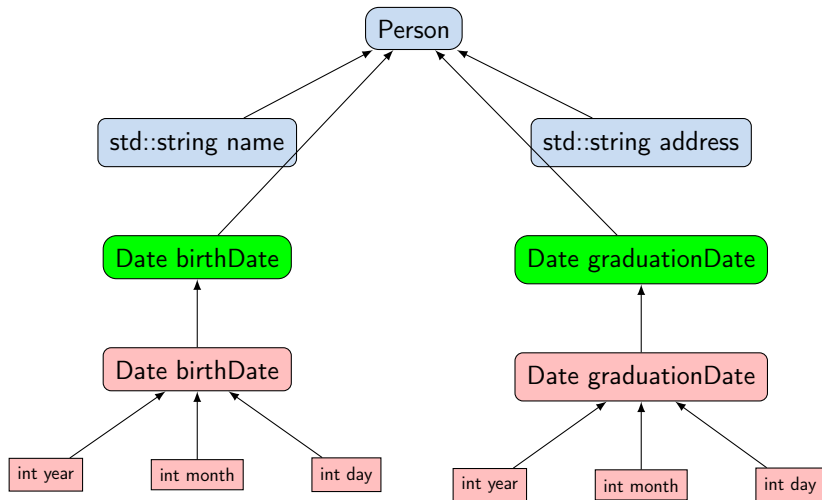 Person
std::string name
std::string address
Date birthDate
Date graduationDate
Date birthDate
Date graduationDate
int year
int month
int day
int year
int month
int day